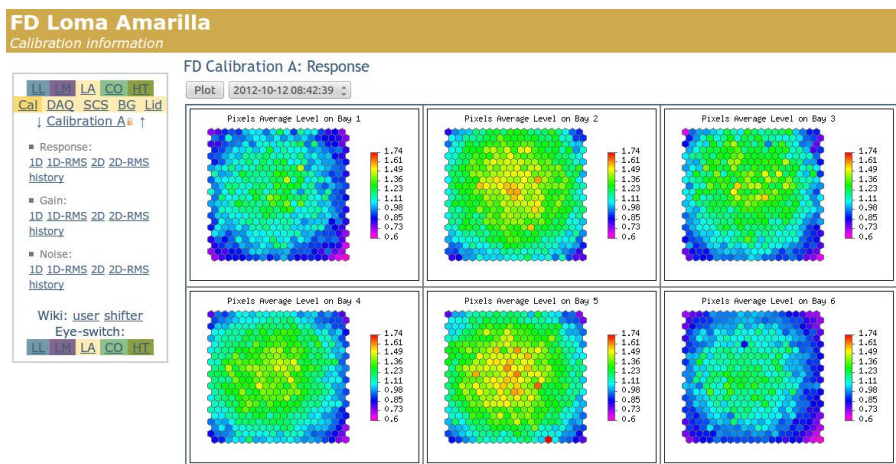 FD Loma Amarilla
Calibration information
LL LM LA CO HT
Cal DAQ SCS BG Lid
↓ Calibration A ↑
Response:
1D 1D-RMS 2D 2D-RMS
history
Gain:
1D 1D-RMS 2D 2D-RMS
history
Noise:
1D 1D-RMS 2D 2D-RMS
history
Wiki: user shifter
Eye-switch:
LL LM LA CO HT
FD Calibration A: Response
Plot 2012-10-12 08:42:39
Pixels Average Level on Bay 1
1.74
1.61
1.49
1.36
1.23
1.11
0.98
0.85
0.73
0.6
Pixels Average Level on Bay 2
1.74
1.61
1.49
1.36
1.23
1.11
0.98
0.85
0.73
0.6
Pixels Average Level on Bay 3
1.74
1.61
1.49
1.36
1.23
1.11
0.98
0.85
0.73
0.6
Pixels Average Level on Bay 4
1.74
1.61
1.49
1.36
1.23
1.11
0.98
0.85
0.73
0.6
Pixels Average Level on Bay 5
1.74
1.61
1.49
1.36
1.23
1.11
0.98
0.85
0.73
0.6
Pixels Average Level on Bay 6
1.74
1.61
1.49
1.36
1.23
1.11
0.98
0.85
0.73
0.6